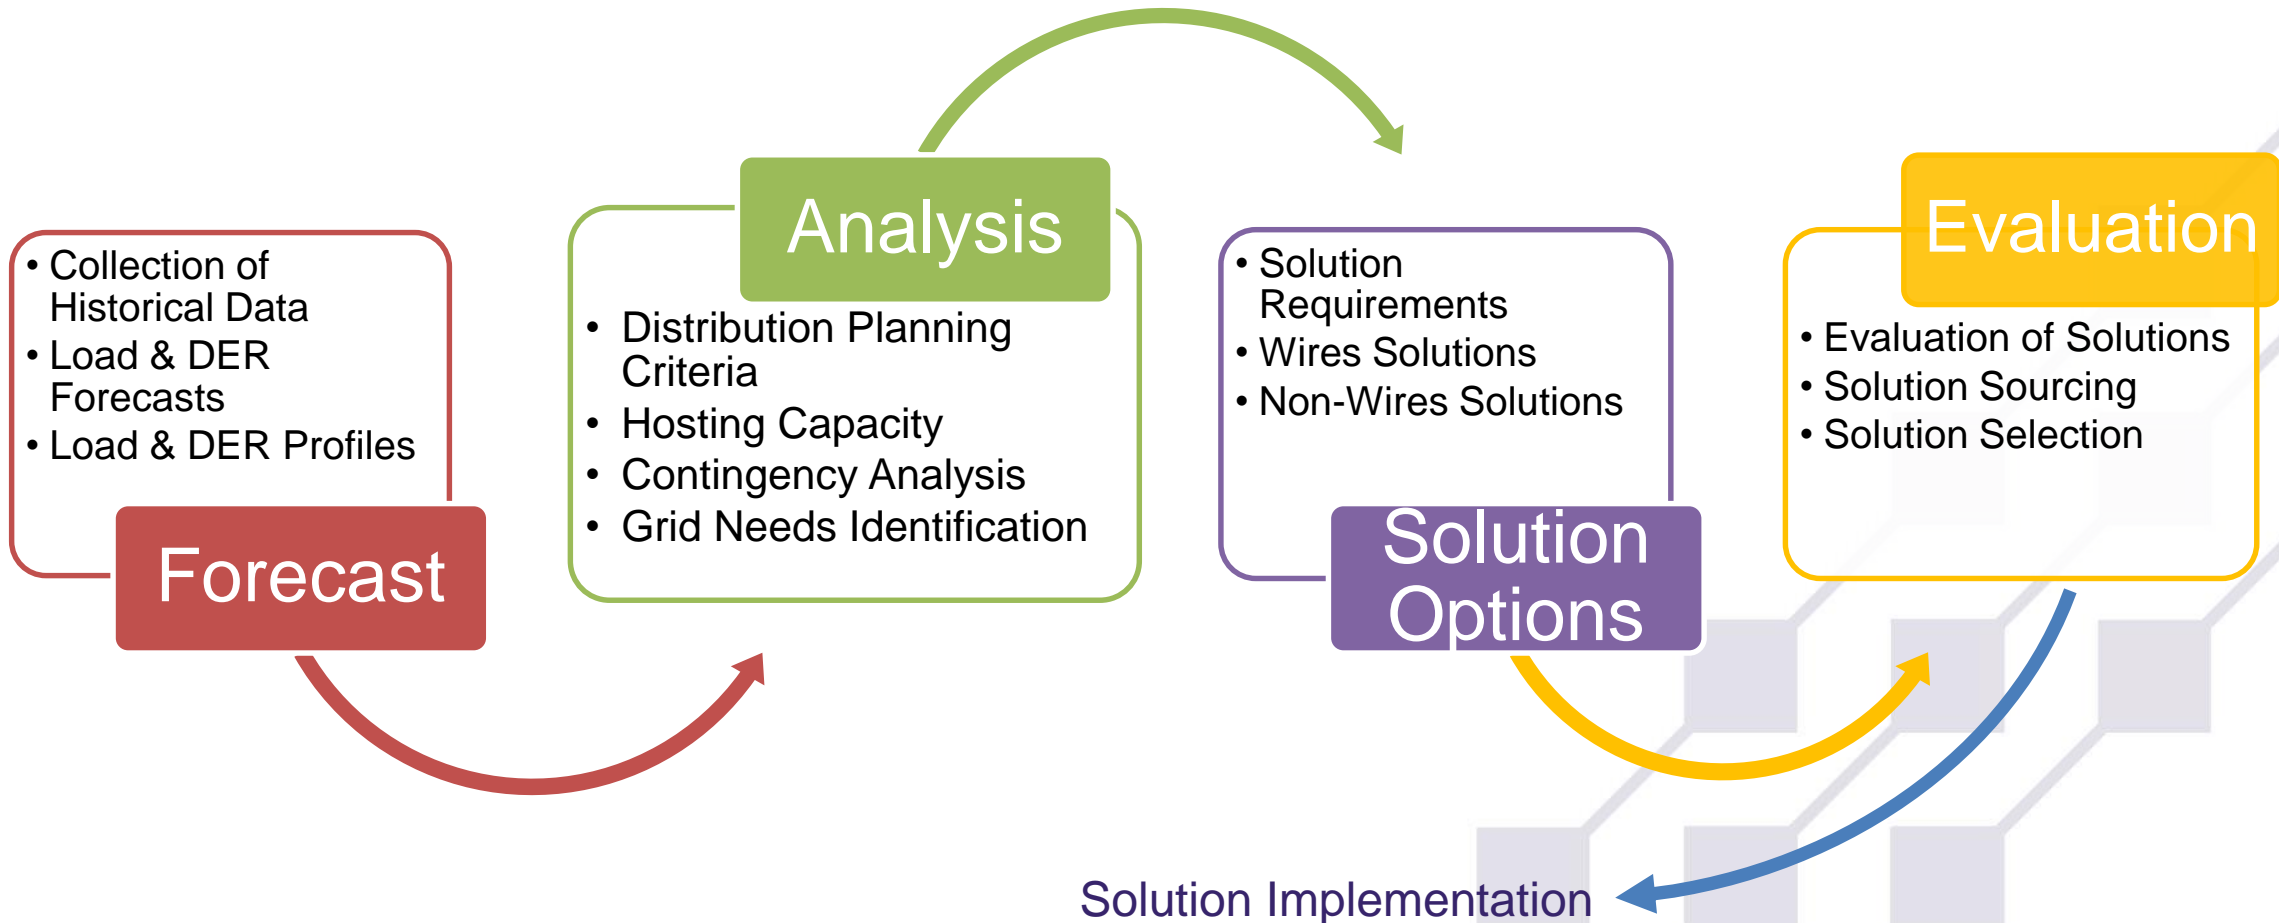 • Collection of
Historical Data
• Load & DER
Forecasts
• Load & DER Profiles
Forecast
Analysis
• Distribution Planning
Criteria
• Hosting Capacity
• Contingency Analysis
• Grid Needs Identification
• Solution
Requirements
• Wires Solutions
• Non-Wires Solutions
Solution
Options
Evaluation
• Evaluation of Solutions
• Solution Sourcing
• Solution Selection
Solution Implementation